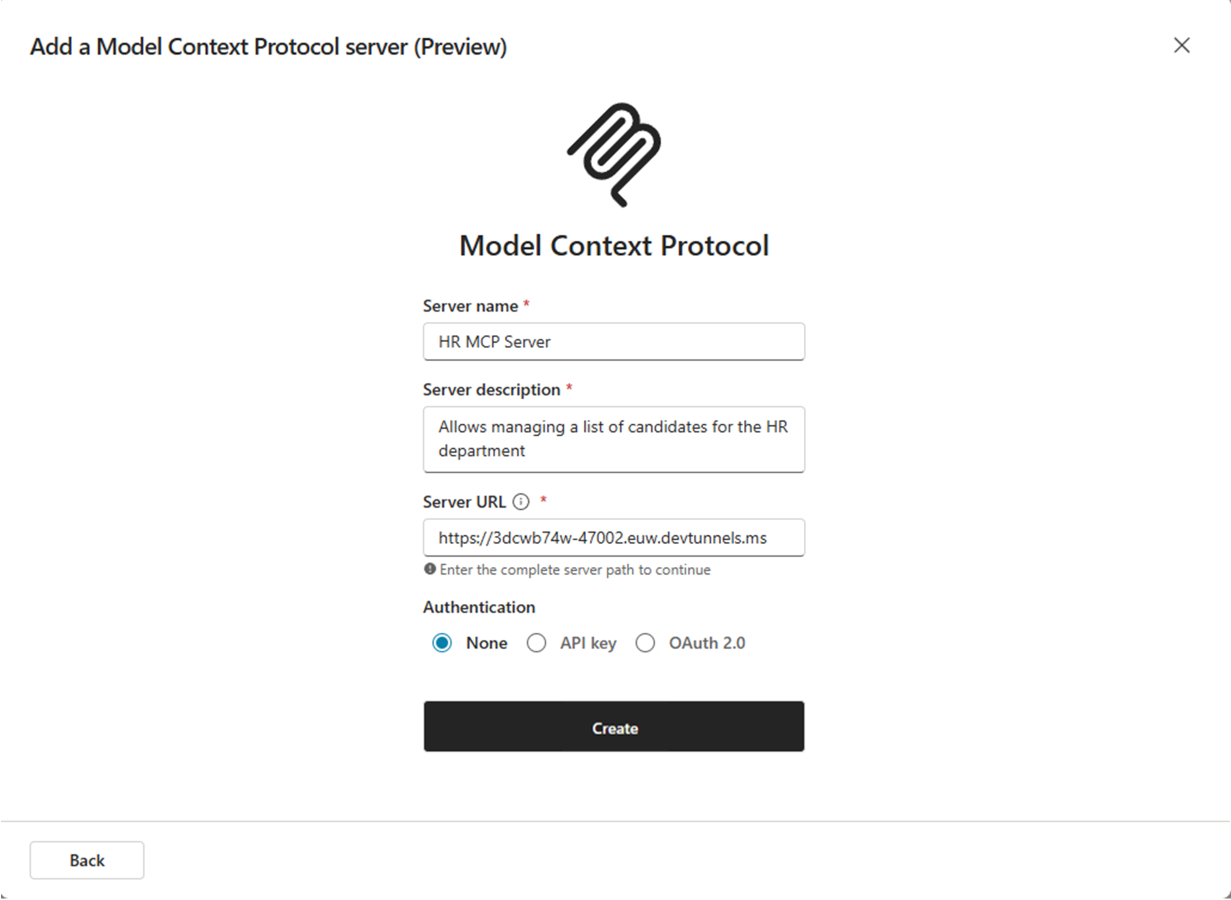 Add a Model Context Protocol server (Preview)
Model Context Protocol
Server name *
HR MCP Server
Server description *
Allows managing a list of candidates for the HR
department
Server URL *
https://3dcwb74w-47002.euw.devtunnels.ms
Enter the complete server path to continue
Authentication
None API key OAuth 2.0
Create
Back